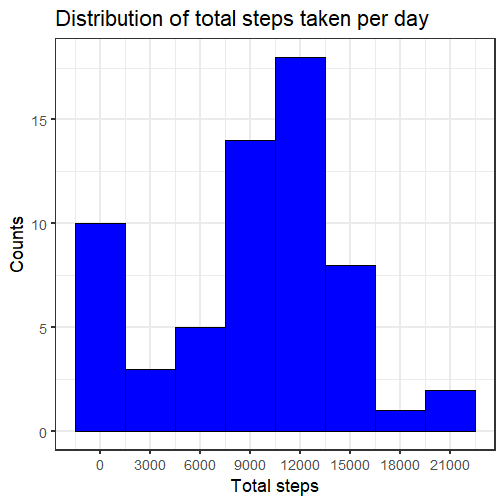 Distribution of total steps taken per day
Counts
15
10
5
0
0 3000 6000 9000 12000 15000 18000 21000
Total steps